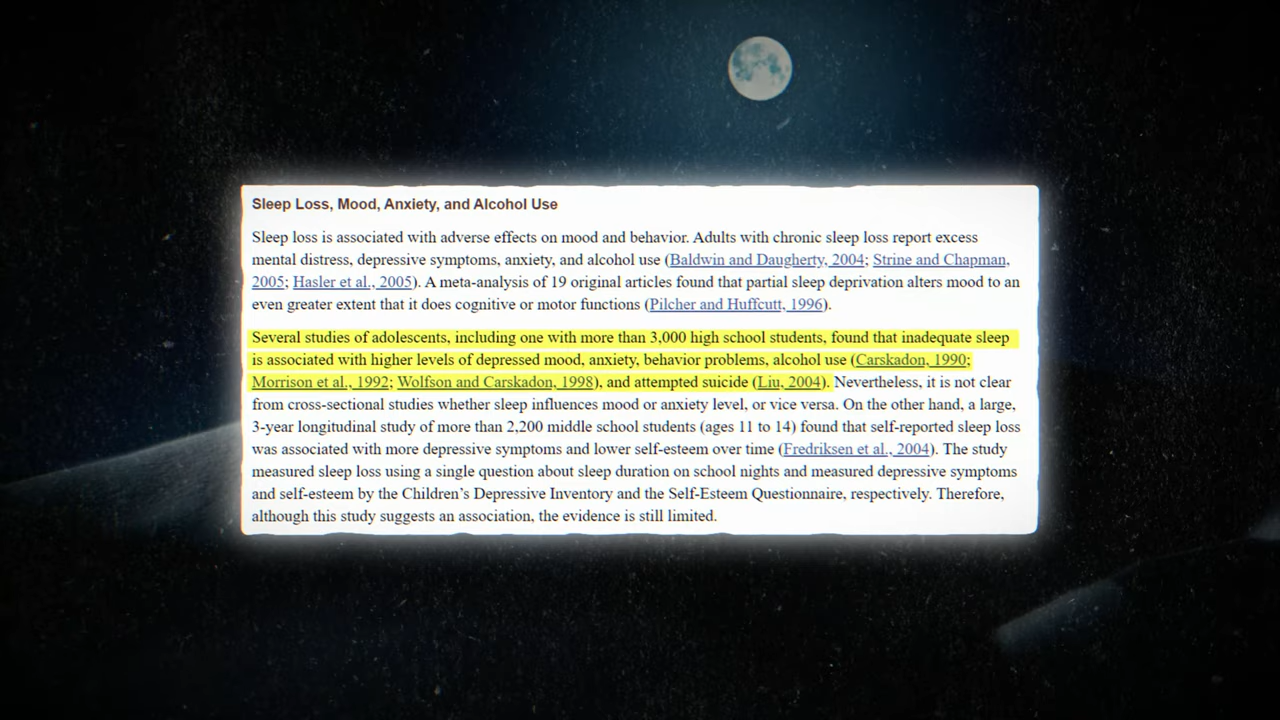 Sleep Loss, Mood, Anxiety, and Alcohol Use
Sleep loss is associated with adverse effects on mood and behavior. Adults with chronic sleep loss report excess
mental distress, depressive symptoms, anxiety, and alcohol use (Baldwin and Daugherty, 2004; Strine and Chapman,
2005; Hasler et al., 2005). A meta-analysis of 19 original articles found that partial sleep deprivation alters mood to an
even greater extent that it does cognitive or motor functions (Pilcher and Huffcutt, 1996).
Several studies of adolescents, including one with more than 3,000 high school students, found that inadequate sleep
is associated with higher levels of depressed mood, anxiety, behavior problems, alcohol use (Carskadon, 1990;
Morrison et al., 1992; Wolfson and Carskadon, 1998), and attempted suicide (Liu, 2004). Nevertheless, it is not clear
from cross-sectional studies whether sleep influences mood or anxiety level, or vice versa. On the other hand, a large,
3-year longitudinal study of more than 2,200 middle school students (ages 11 to 14) found that self-reported sleep loss
was associated with more depressive symptoms and lower self-esteem over time (Fredriksen et al., 2004). The study
measured sleep loss using a single question about sleep duration on school nights and measured depressive symptoms
and self-esteem by the Children's Depressive Inventory and the Self-Esteem Questionnaire, respectively. Therefore,
although this study suggests an association, the evidence is still limited.